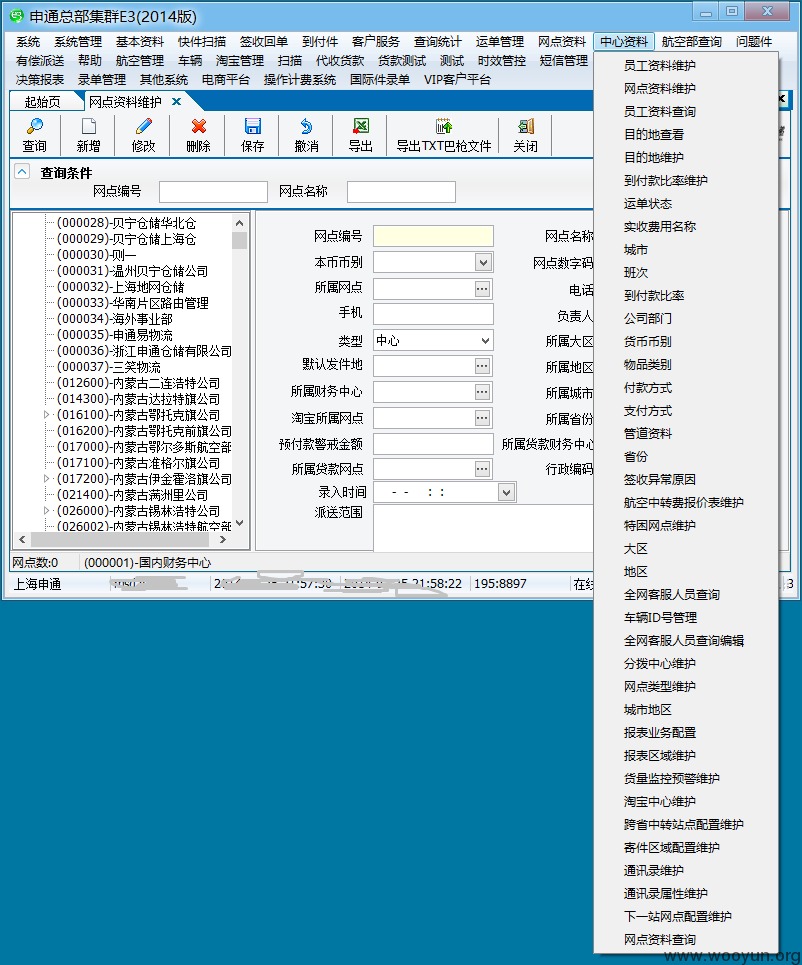 申通总部集群E3(2014版)
系统 系统管理 基本资料 快件扫描 签收回单 到付件 客户服务 查询统计 运单管理 网点资料 中心资料 航空部查询 问题件
有偿派送 帮助 航空管理 车辆 淘宝管理 扫描 代收货款 货款测试 测试 时效管控 短信管理
决策报表 录单管理 其他系统 电商平台 操作计费系统 国际件录单 VIP客户平台
起始页 网点资料维护
查询 新增 修改 删除 保存 撤消 导出 导出TXT巴枪文件 关闭
查询条件
网点编号 网点名称
(000028)-贝宁仓储华北仓
(000029)-贝宁仓储上海仓
(000030)-则一
(000031)-温州贝宁仓储公司
(000032)-上海地网仓储
(000033)-华南片区路由管理
(000034)-海外事业部
(000035)-申通易物流
(000036)-浙江申通仓储有限公司
(000037)-三笑物流
(012600)-内蒙古二连浩特公司
(014300)-内蒙古达拉特旗公司
(016100)-内蒙古鄂托克旗公司
(016200)-内蒙古鄂托克前旗公司
(017000)-内蒙古鄂尔多斯航空部
(017100)-内蒙古准格尔旗公司
(017200)-内蒙古伊金霍洛旗公司
(021400)-内蒙古满洲里公司
(026000)-内蒙古锡林浩特公司
(026002)-内蒙古锡林浩特航空部
网点编号 网点名称
本币币别 网点数字码
所属网点 电话
手机 负责人
类型 中心 所属大区
默认发件地 所属地区
所属财务中心 所属城市
淘宝所属网点 所属省份
预付款警戒金额 所属货款财务中心
所属货款网点 行政编码
录入时间 - - : :
派送范围
网点数:0 (000001)-国内财务中心
上海申通 21:58:22 195:8897 在线
员工资料维护
网点资料维护
员工资料查询
目的地查看
目的地维护
到付款比率维护
运单状态
实收费用名称
城市
班次
到付款比率
公司部门
货币币别
物品类别
付款方式
支付方式
管道资料
省份
签收异常原因
航空中转费报价表维护
特困网点维护
大区
地区
全网客服人员查询
车辆ID号管理
全网客服人员查询编辑
分拨中心维护
网点类型维护
城市地区
报表业务配置
报表区域维护
货量监控预警维护
淘宝中心维护
跨省中转站点配置维护
寄件区域配置维护
通讯录维护
通讯录属性维护
下一站网点配置维护
网点资料查询
www.wooyun.org